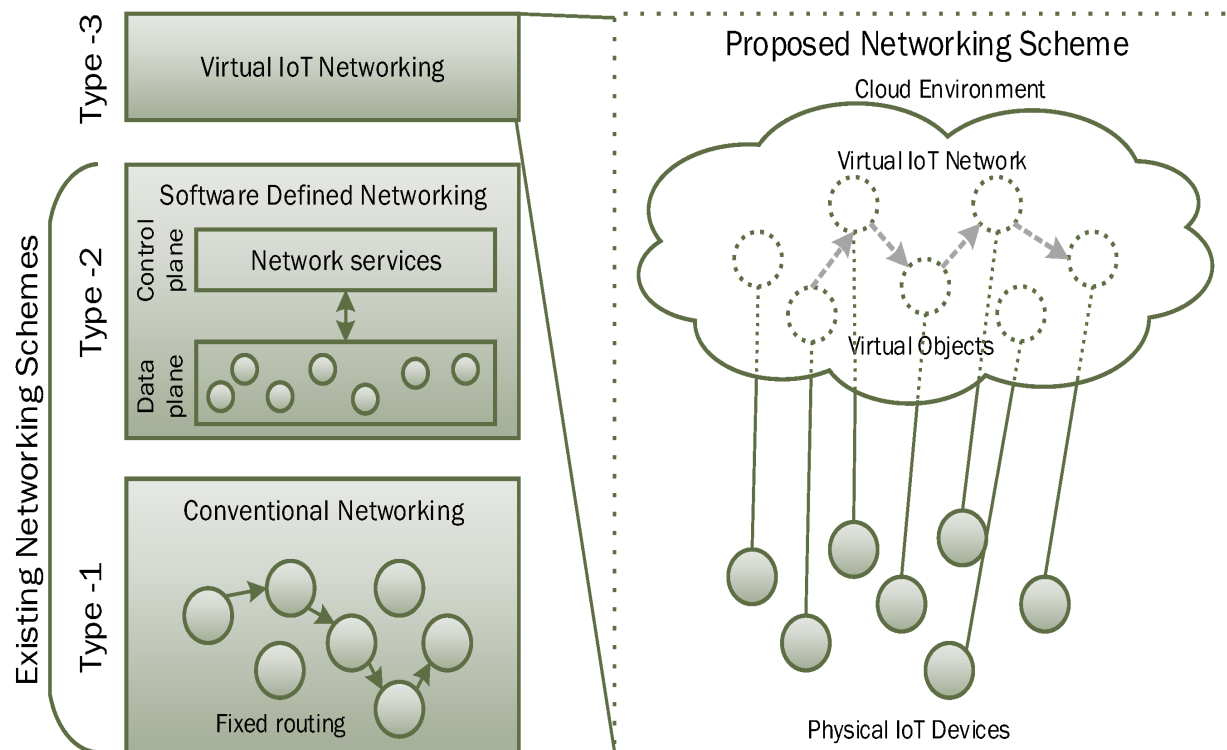 Type -3
Virtual IoT Networking
Existing Networking Schemes
Type -2
Software Defined Networking
Control
plane
Network services
Data
plane
Type -1
Conventional Networking
Fixed routing
Proposed Networking Scheme
Cloud Environment
Virtual IoT Network
Virtual Objects
Physical IoT Devices